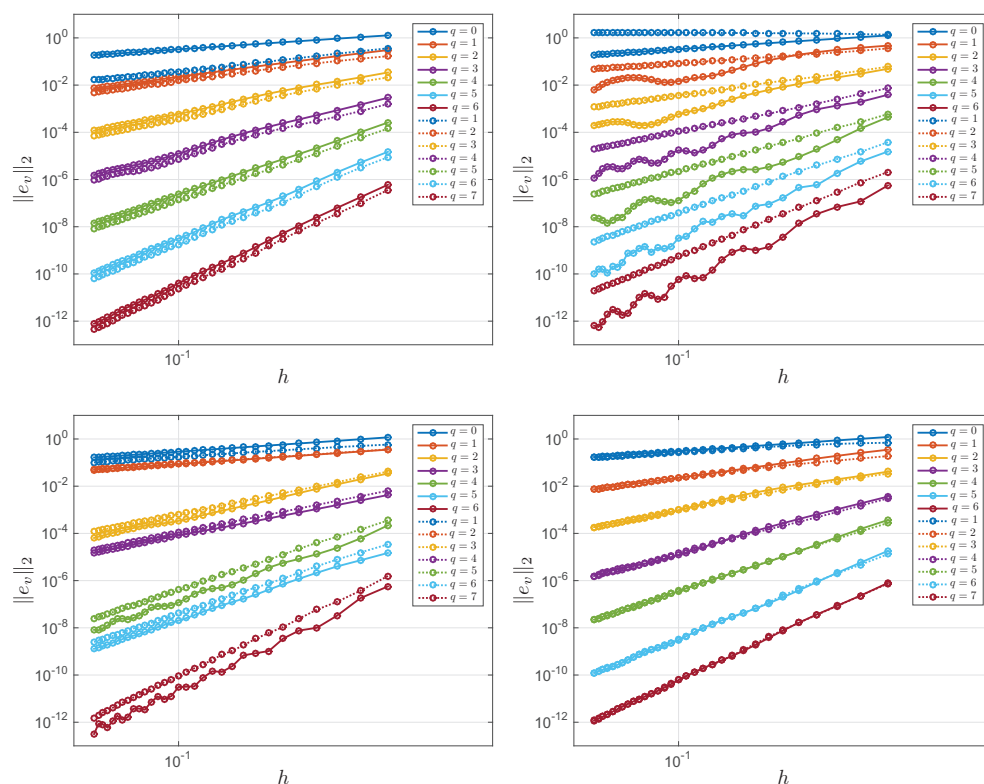 10^0
10^-2
10^-4
10^-6
10^-8
10^-10
10^-12
||e_v||_2
10^-1
h
q = 0
q = 1
q = 2
q = 3
q = 4
q = 5
q = 6
q = 1
q = 2
q = 3
q = 4
q = 5
q = 6
q = 7
10^0
10^-2
10^-4
10^-6
10^-8
10^-10
10^-12
||e_v||_2
10^-1
h
q = 0
q = 1
q = 2
q = 3
q = 4
q = 5
q = 6
q = 1
q = 2
q = 3
q = 4
q = 5
q = 6
q = 7
10^0
10^-2
10^-4
10^-6
10^-8
10^-10
10^-12
||e_v||_2
10^-1
h
q = 0
q = 1
q = 2
q = 3
q = 4
q = 5
q = 6
q = 1
q = 2
q = 3
q = 4
q = 5
q = 6
q = 7
10^0
10^-2
10^-4
10^-6
10^-8
10^-10
10^-12
||e_v||_2
10^-1
h
q = 0
q = 1
q = 2
q = 3
q = 4
q = 5
q = 6
q = 1
q = 2
q = 3
q = 4
q = 5
q = 6
q = 7